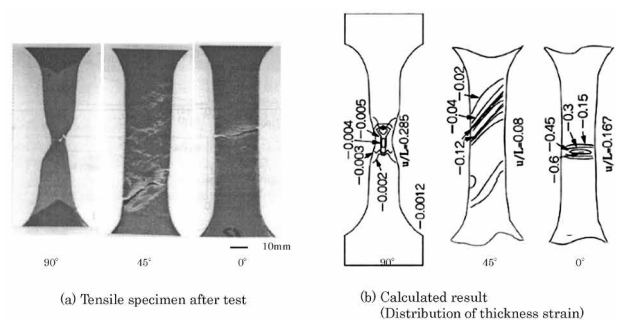 10mm
90°
45°
0°
(a) Tensile specimen after test
-0.004
-0.005
-0.003
-0.002
u/L=0.285
-0.0012
90°
-0.02
-0.04
-0.12
u/L=0.08
45°
-0.15
-0.3
-0.45
-0.6
u/L=0.167
0°
(b) Calculated result
(Distribution of thickness strain)